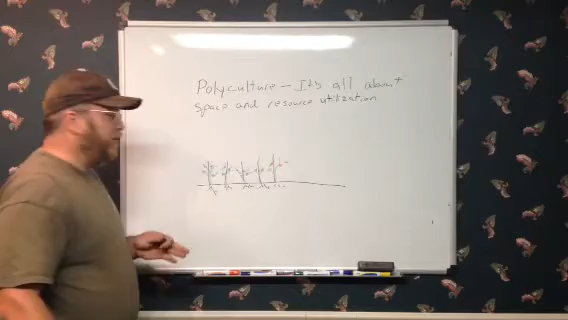 Polyculture - It's all about
space and resource utilization